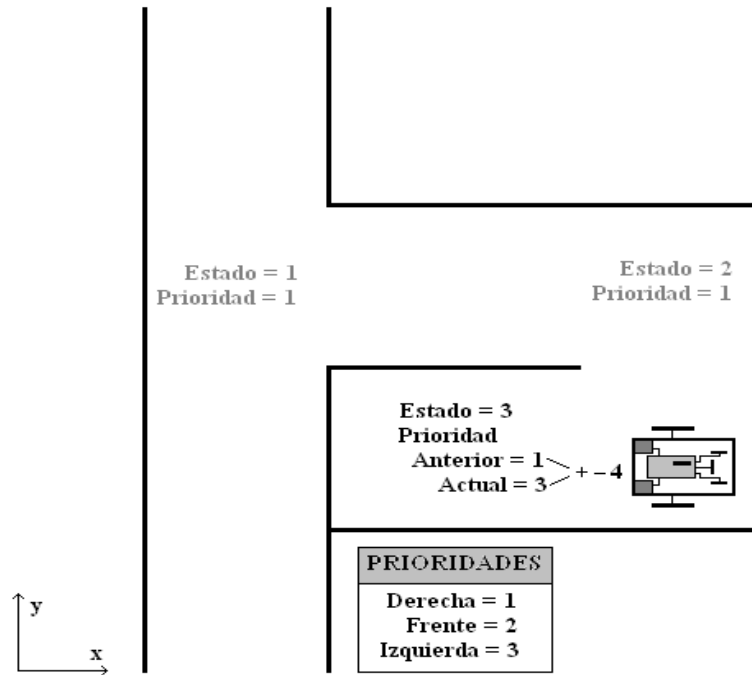 Estado = 1
Prioridad = 1
Estado = 2
Prioridad = 1
Estado = 3
Prioridad
Anterior = 1
Actual = 3
+ – 4
PRIORIDADES
Derecha = 1
Frente = 2
Izquierda = 3
y
x